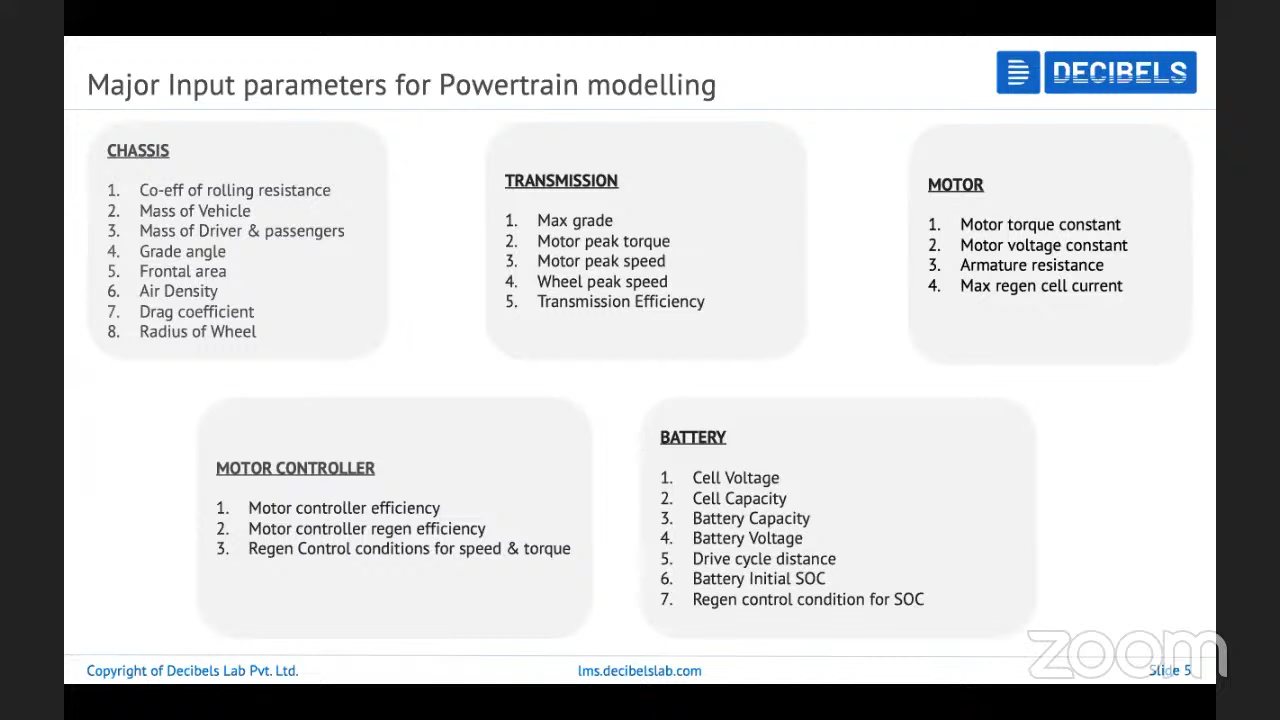 Major Input parameters for Powertrain modelling
DECIBELS
CHASSIS
1. Co-eff of rolling resistance
2. Mass of Vehicle
3. Mass of Driver & passengers
4. Grade angle
5. Frontal area
6. Air Density
7. Drag coefficient
8. Radius of Wheel
TRANSMISSION
1. Max grade
2. Motor peak torque
3. Motor peak speed
4. Wheel peak speed
5. Transmission Efficiency
MOTOR
1. Motor torque constant
2. Motor voltage constant
3. Armature resistance
4. Max regen cell current
MOTOR CONTROLLER
1. Motor controller efficiency
2. Motor controller regen efficiency
3. Regen Control conditions for speed & torque
BATTERY
1. Cell Voltage
2. Cell Capacity
3. Battery Capacity
4. Battery Voltage
5. Drive cycle distance
6. Battery Initial SOC
7. Regen control condition for SOC
zoom
Copyright of Decibels Lab Pvt. Ltd.
lms.decibelslab.com
Slide 5